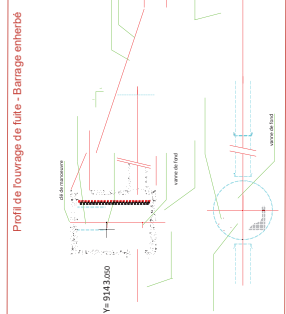 Profil de l'ouvrage de fuite - Barrage enherbé
clé de manoeuvre
vanne de fond
vanne de fond
Y= 9143.050